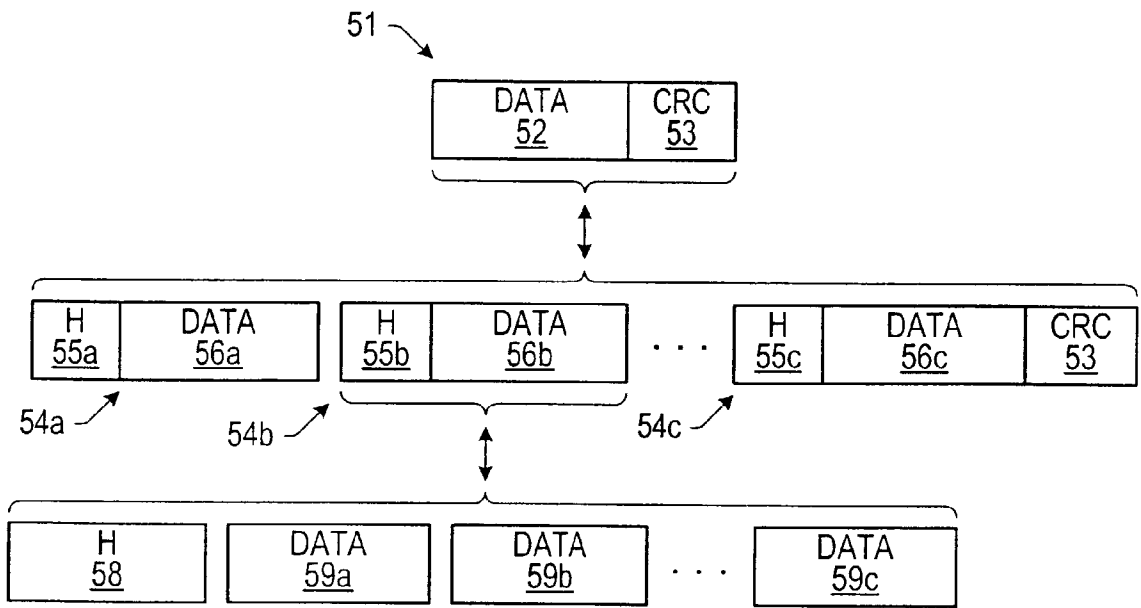 51
DATA CRC
52 53
H DATA H DATA . . . H DATA CRC
55a 56a 55b 56b 55c 56c 53
54a 54b 54c
H DATA DATA . . . DATA
58 59a 59b 59c